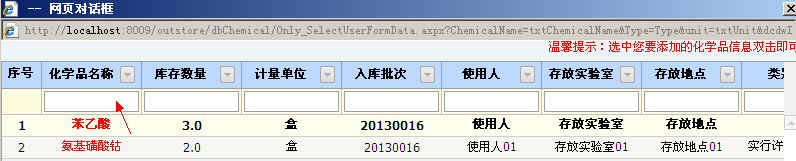 -- 网页对话框
http://localhost:8009/outstore/dbChemical/Only_SelectUserFormData.aspx?ChemicalName=txtChemicalName&Type=Type&unit=txtUnit&dcdwI
温馨提示：选中您要添加的化学品信息双击即可
序号 化学品名称 库存数量 计量单位 入库批次 使用人 存放实验室 存放地点 类
1 苯乙酸 3.0 盒 20130016 使用人 存放实验室 存放地点
2 氨基磺酸钴 2.0 盒 20130016 使用人01 存放实验室01 存放地点01 实行许